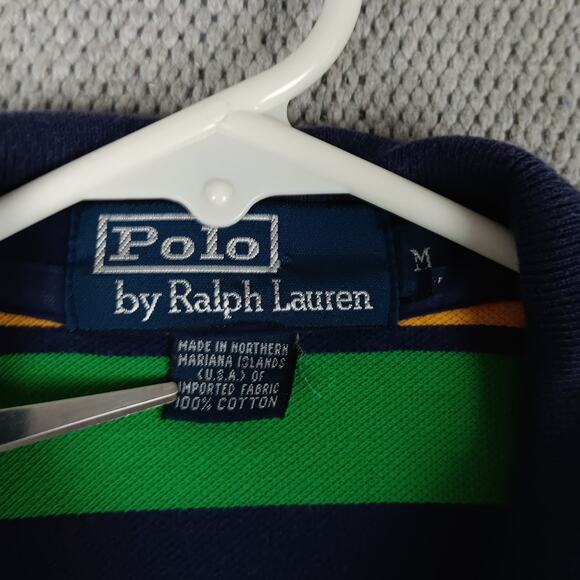 Polo
by Ralph Lauren
M
MADE IN NORTHERN
MARIANA ISLANDS
(U.S.A.) OF
IMPORTED FABRIC
100% COTTON